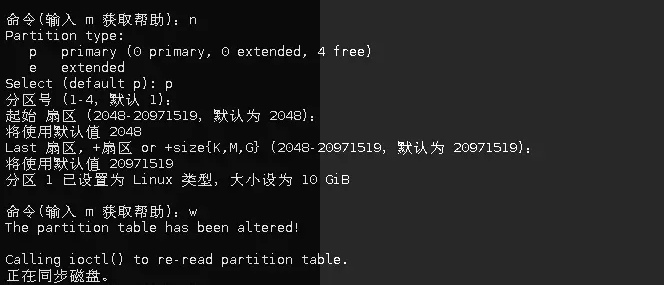 命令(输入 m 获取帮助)：n
Partition type:
   p   primary (0 primary, 0 extended, 4 free)
   e   extended
Select (default p): p
分区号 (1-4，默认 1)：
起始 扇区 (2048-20971519，默认为 2048)：
将使用默认值 2048
Last 扇区, +扇区 or +size{K,M,G} (2048-20971519，默认为 20971519)：
将使用默认值 20971519
分区 1 已设置为 Linux 类型，大小设为 10 GiB
命令(输入 m 获取帮助)：w
The partition table has been altered!
Calling ioctl() to re-read partition table.
正在同步磁盘。